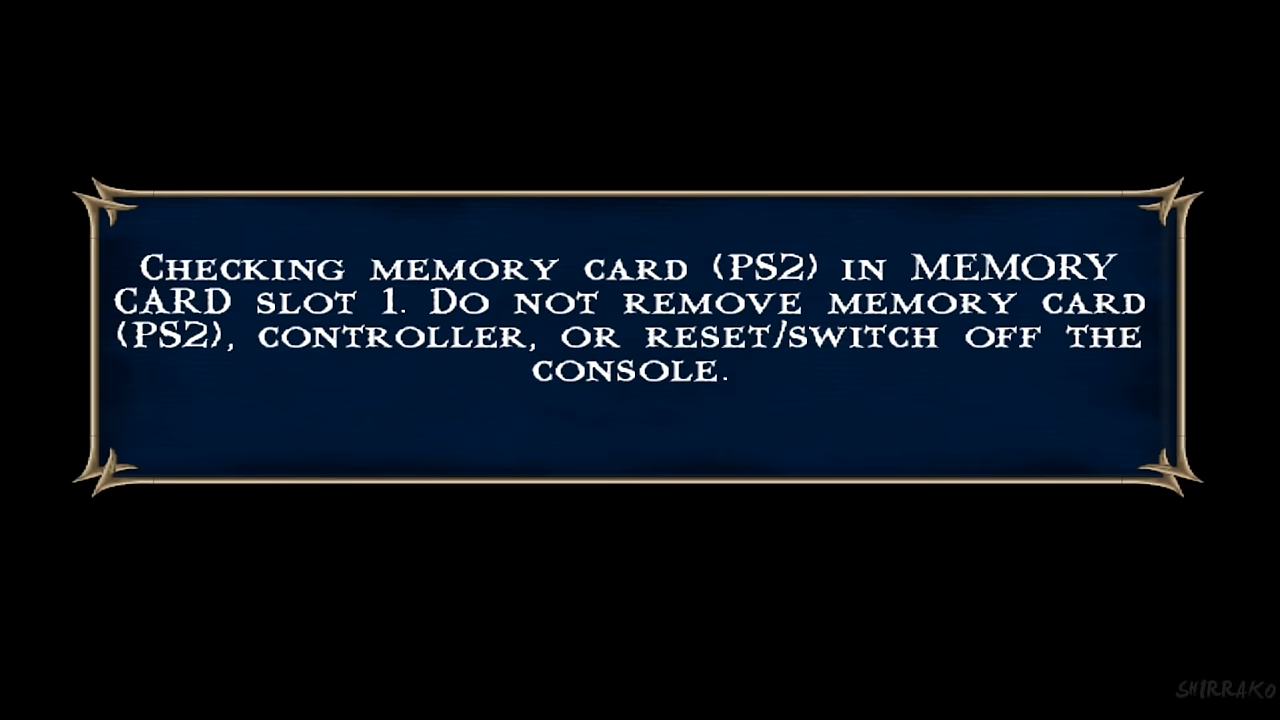 Checking memory card (PS2) in MEMORY
CARD slot 1. Do not remove memory card
(PS2), controller, or reset/switch off the
console.
SHIRRAKO